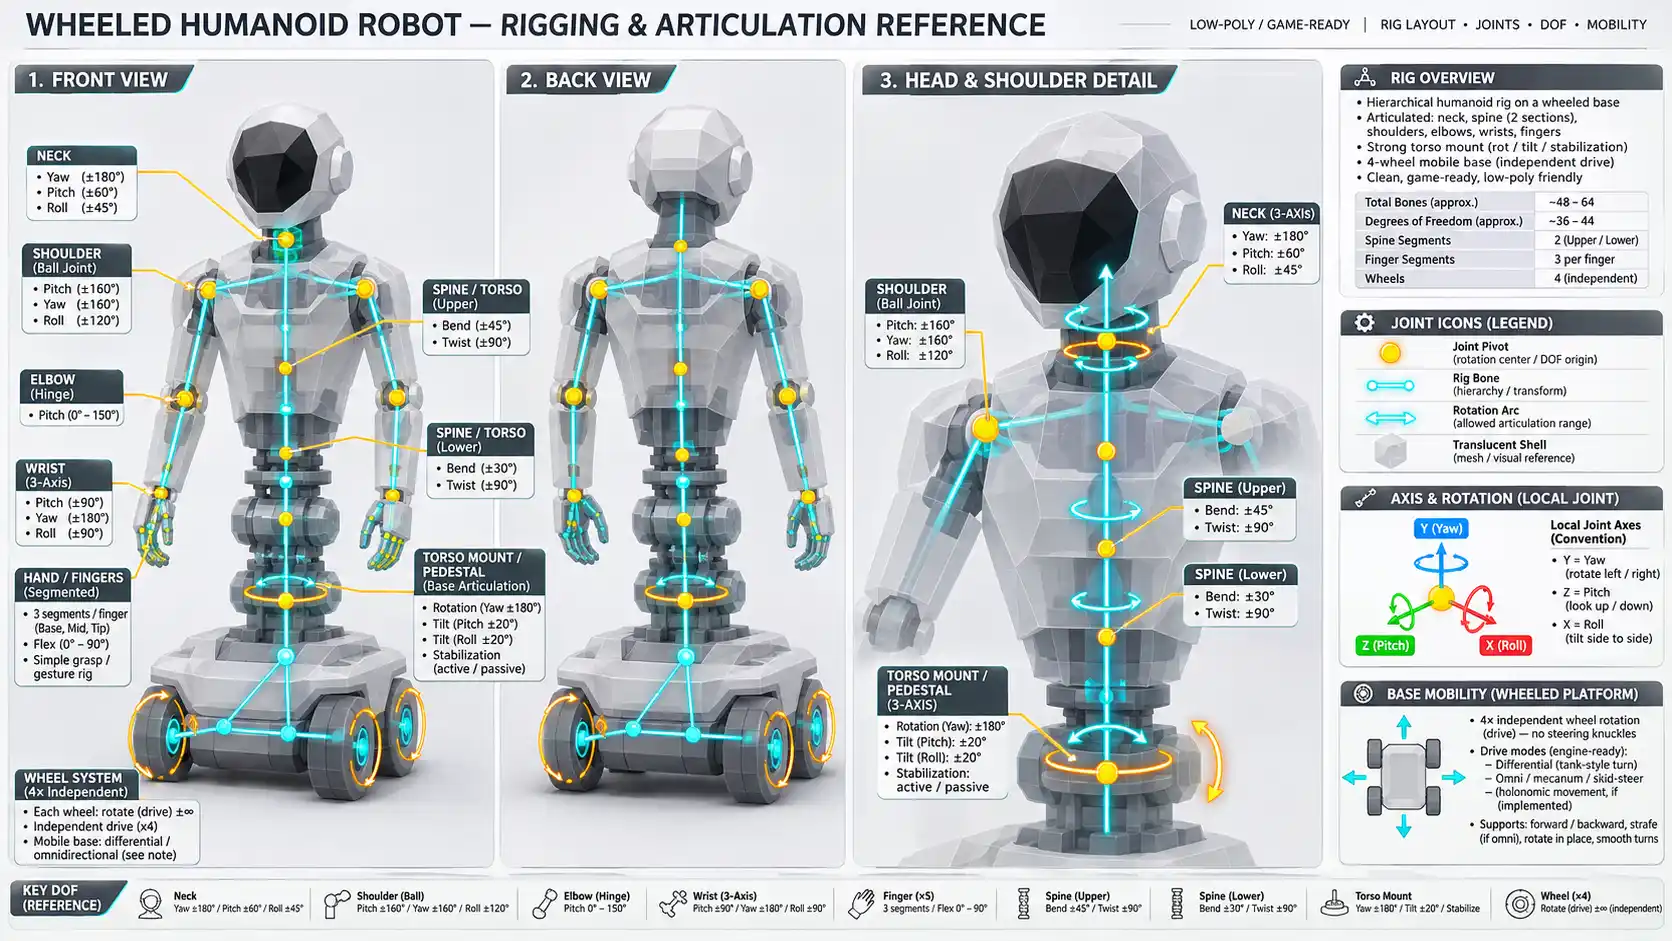 WHEELED HUMANOID ROBOT — RIGGING & ARTICULATION REFERENCE
LOW-POLY / GAME-READY | RIG LAYOUT • JOINTS • DOF • MOBILITY
1. FRONT VIEW
NECK
• Yaw (±180°)
• Pitch (±60°)
• Roll (±45°)
SHOULDER
(Ball Joint)
• Pitch (±160°)
• Yaw (±160°)
• Roll (±120°)
ELBOW
(Hinge)
• Pitch (0° – 150°)
WRIST
(3-Axis)
• Pitch (±90°)
• Yaw (±180°)
• Roll (±90°)
HAND / FINGERS
(Segmented)
• 3 segments / finger
(Base, Mid, Tip)
• Flex (0° – 90°)
• Simple grasp /
gesture rig
WHEEL SYSTEM
(4x Independent)
• Each wheel: rotate (drive) ±∞
• Independent drive (x4)
• Mobile base: differential /
omnidirectional (see note)
SPINE / TORSO
(Upper)
• Bend (±45°)
• Twist (±90°)
SPINE / TORSO
(Lower)
• Bend (±30°)
• Twist (±90°)
TORSO MOUNT /
PEDESTAL
(Base Articulation)
• Rotation (Yaw ±180°)
• Tilt (Pitch ±20°)
• Tilt (Roll ±20°)
• Stabilization
(active / passive)
2. BACK VIEW
3. HEAD & SHOULDER DETAIL
NECK (3-AXIS)
• Yaw: ±180°
• Pitch: ±60°
• Roll: ±45°
SHOULDER
(Ball Joint)
• Pitch: ±160°
• Yaw: ±160°
• Roll: ±120°
SPINE (Upper)
• Bend: ±45°
• Twist: ±90°
SPINE (Lower)
• Bend: ±30°
• Twist: ±90°
TORSO MOUNT /
PEDESTAL
(3-AXIS)
• Rotation (Yaw): ±180°
• Tilt (Pitch): ±20°
• Tilt (Roll): ±20°
• Stabilization:
active / passive
RIG OVERVIEW
• Hierarchical humanoid rig on a wheeled base
• Articulated: neck, spine (2 sections),
shoulders, elbows, wrists, fingers
• Strong torso mount (rot / tilt / stabilization)
• 4-wheel mobile base (independent drive)
• Clean, game-ready, low-poly friendly
Total Bones (approx.) ~48 – 64
Degrees of Freedom (approx.) ~36 – 44
Spine Segments 2 (Upper / Lower)
Finger Segments 3 per finger
Wheels 4 (independent)
JOINT ICONS (LEGEND)
Joint Pivot
(rotation center / DOF origin)
Rig Bone
(hierarchy / transform)
Rotation Arc
(allowed articulation range)
Translucent Shell
(mesh / visual reference)
AXIS & ROTATION (LOCAL JOINT)
Y (Yaw)
Z (Pitch)
X (Roll)
Local Joint Axes
(Convention)
• Y = Yaw
(rotate left / right)
• Z = Pitch
(look up / down)
• X = Roll
(tilt side to side)
BASE MOBILITY (WHEELED PLATFORM)
• 4× independent wheel rotation
(drive) — no steering knuckles
• Drive modes (engine-ready):
– Differential (tank-style turn)
– Omni / mecanum / skid-steer
– (holonomic movement, if
(implemented)
• Supports: forward / backward, strafe
(if omni), rotate in place, smooth turns
KEY DOF
(REFERENCE)
Neck
Yaw ±180° / Pitch ±60° / Roll ±45°
Shoulder (Ball)
Pitch ±160° / Yaw ±160° / Roll ±120°
Elbow (Hinge)
Pitch 0° – 150°
Wrist (3-Axis)
Pitch ±90° / Yaw ±180° / Roll ±90°
Finger (×5)
3 segments / Flex 0° – 90°
Spine (Upper)
Bend ±45° / Twist ±90°
Spine (Lower)
Bend ±30° / Twist ±90°
Torso Mount
Yaw ±180° / Tilt ±20° / Stabilize
Wheel (×4)
Rotate (drive) ±∞ (independent)